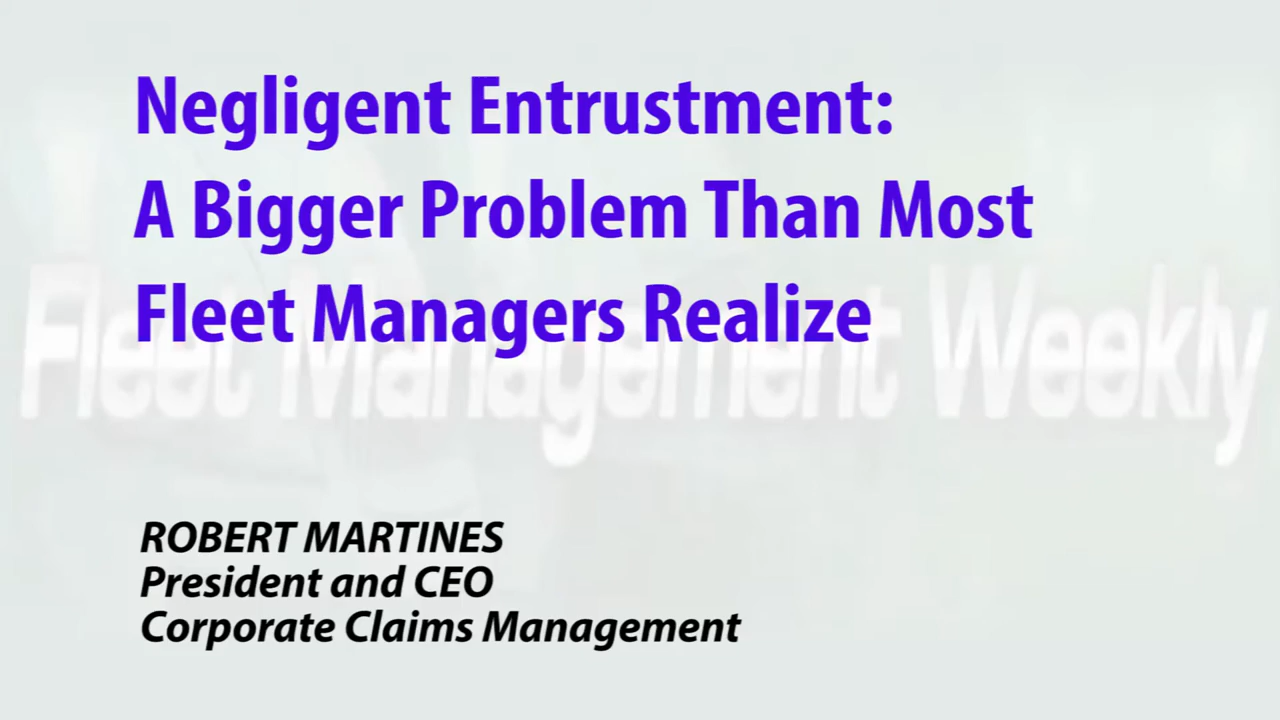 Negligent Entrustment:
A Bigger Problem Than Most
Fleet Managers Realize
Fleet Management Weekly
ROBERT MARTINES
President and CEO
Corporate Claims Management